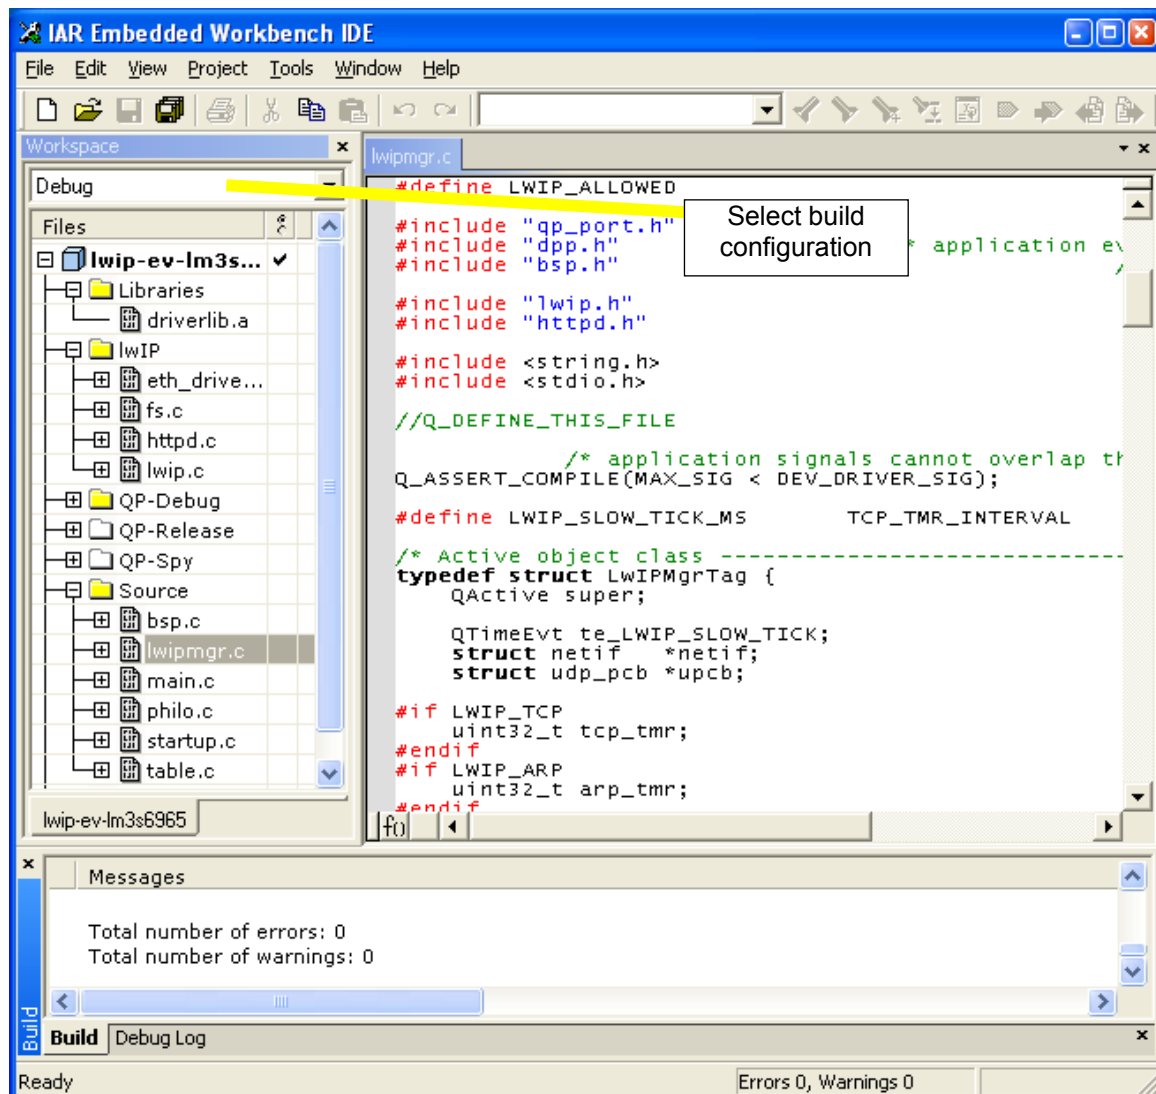 IAR Embedded Workbench IDE
File Edit View Project Tools Window Help
Workspace
Debug
Files
lwip-ev-lm3s...
Libraries
driverlib.a
lwIP
eth_drive...
fs.c
httpd.c
lwip.c
QP-Debug
QP-Release
QP-Spy
Source
bsp.c
lwipmgr.c
main.c
philo.c
startup.c
table.c
lwip-ev-lm3s6965
lwipmgr.c
#define LWIP_ALLOWED
#include "qp_port.h"
#include "dpp.h" * application ev
#include "bsp.h" /
Select build
configuration
#include "lwip.h"
#include "httpd.h"
#include <string.h>
#include <stdio.h>
//Q_DEFINE_THIS_FILE
/* application signals cannot overlap th
Q_ASSERT_COMPILE(MAX_SIG < DEV_DRIVER_SIG);
#define LWIP_SLOW_TICK_MS TCP_TMR_INTERVAL
/* Active object class -----------------------------
typedef struct LwIPMgrTag {
QActive super;
QTimeEvt te_LWIP_SLOW_TICK;
struct netif *netif;
struct udp_pcb *upcb;
#if LWIP_TCP
uint32_t tcp_tmr;
#endif
#if LWIP_ARP
uint32_t arp_tmr;
#endif
f()
Messages
Total number of errors: 0
Total number of warnings: 0
Build
Build Debug Log
Ready
Errors 0, Warnings 0